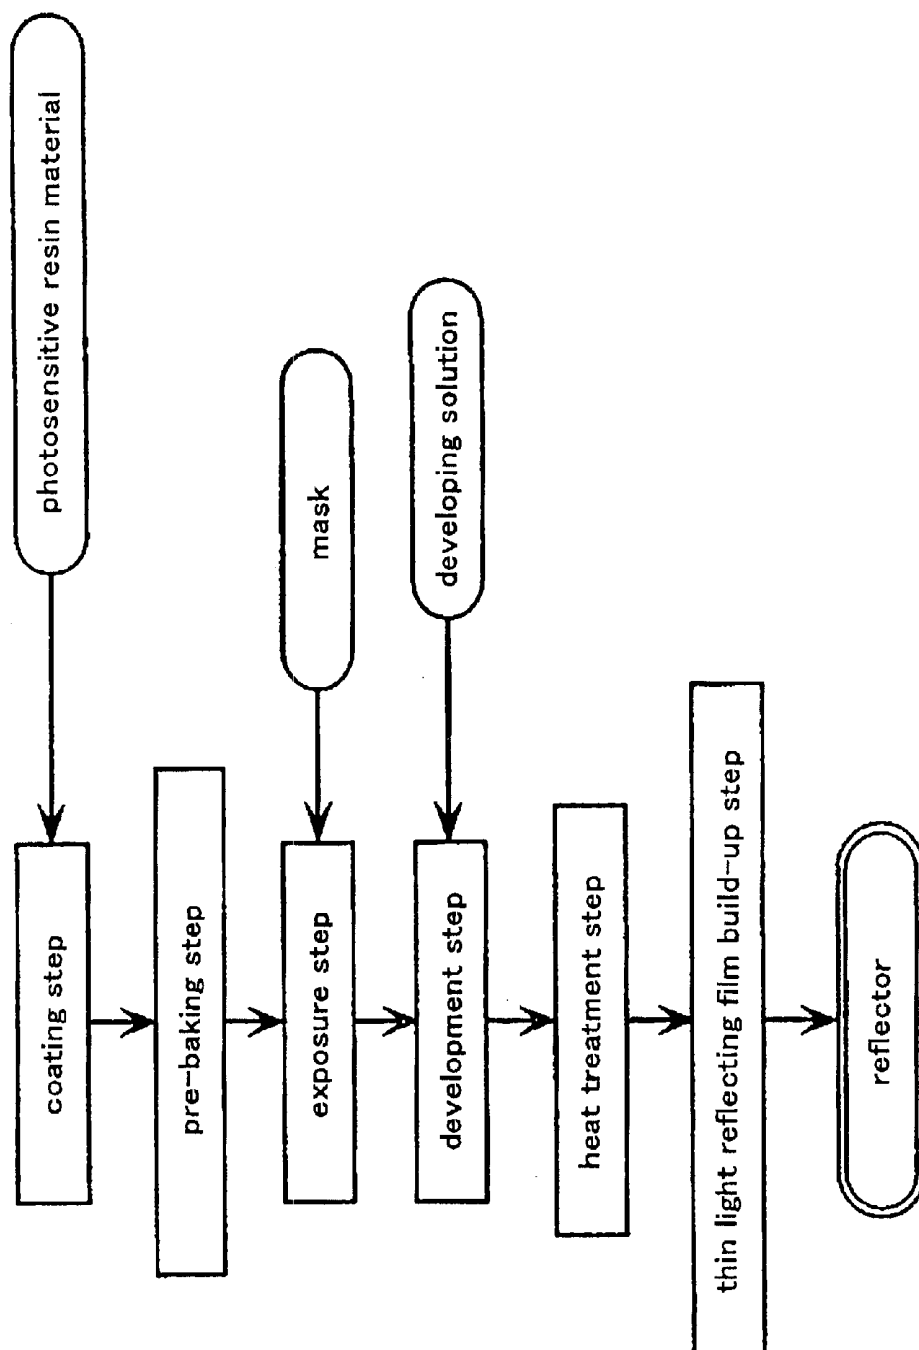 photosensitive resin material
coating step
pre-baking step
mask
exposure step
developing solution
development step
heat treatment step
thin light reflecting film build-up step
reflector